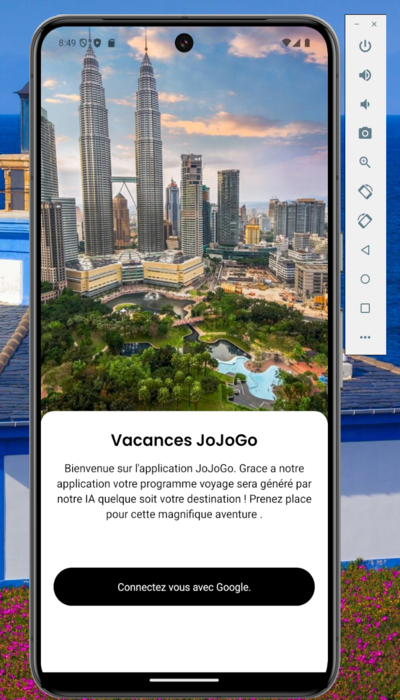 8:49
Vacances JoJoGo
Bienvenue sur l'application JoJoGo. Grace a notre
application votre programme voyage sera généré par
notre IA quelque soit votre destination ! Prenez place
pour cette magnifique aventure .
Connectez vous avec Google.